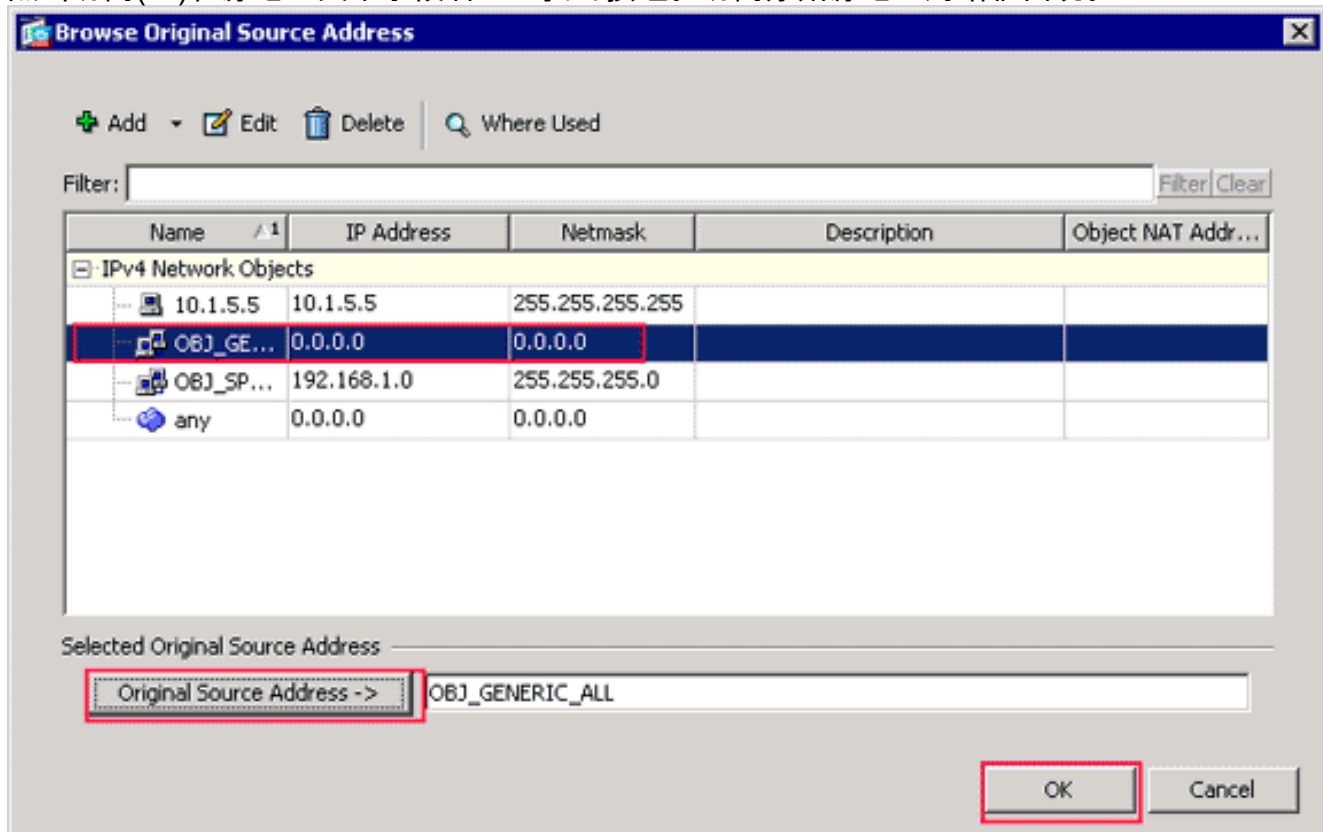 Browse Original Source Address
Add Edit Delete Where Used
Filter: Filter Clear
Name 1 IP Address Netmask Description Object NAT Addr...
IPv4 Network Objects
10.1.5.5 10.1.5.5 255.255.255.255
OBJ_GE... 0.0.0.0 0.0.0.0
OBJ_SP... 192.168.1.0 255.255.255.0
any 0.0.0.0 0.0.0.0
Selected Original Source Address
Original Source Address -> OBJ_GENERIC_ALL
OK Cancel